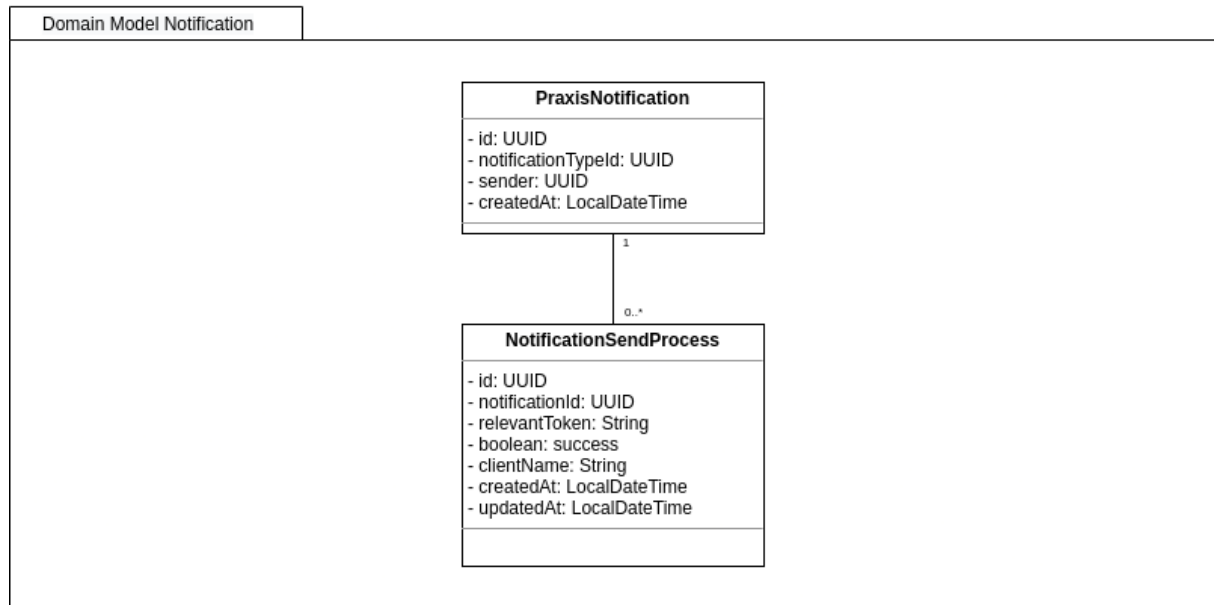 Domain Model Notification
PraxisNotification
- id: UUID
- notificationTypeId: UUID
- sender: UUID
- createdAt: LocalDateTime
1
0..*
NotificationSendProcess
- id: UUID
- notificationId: UUID
- relevantToken: String
- boolean: success
- clientName: String
- createdAt: LocalDateTime
- updatedAt: LocalDateTime